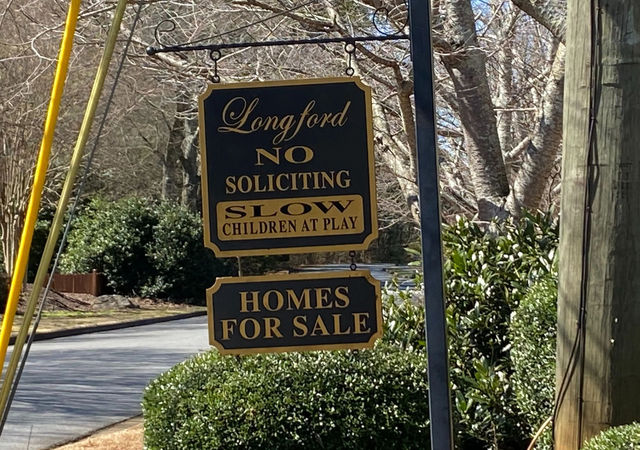 Longford
NO
SOLICITING
SLOW
CHILDREN AT PLAY
HOMES
FOR SALE